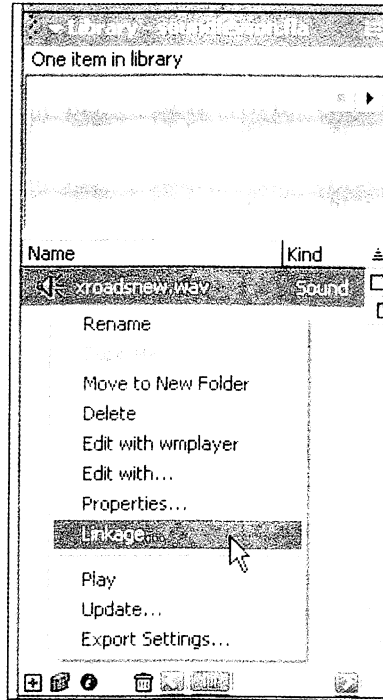 One item in library
Name Kind
xroadsnew.wav Sound
Rename
Move to New Folder
Delete
Edit with wmplayer
Edit with...
Properties...
Linkage...
Play
Update...
Export Settings...